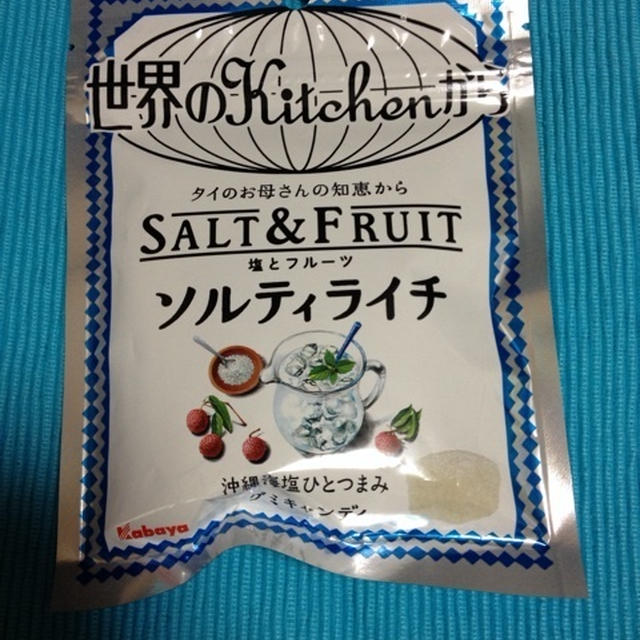 世界のKitchenから
タイのお母さんの知恵から
SALT&FRUIT
塩とフルーツ
ソルティライチ
沖縄海塩ひとつまみ
グミキャンディ
Kabaya